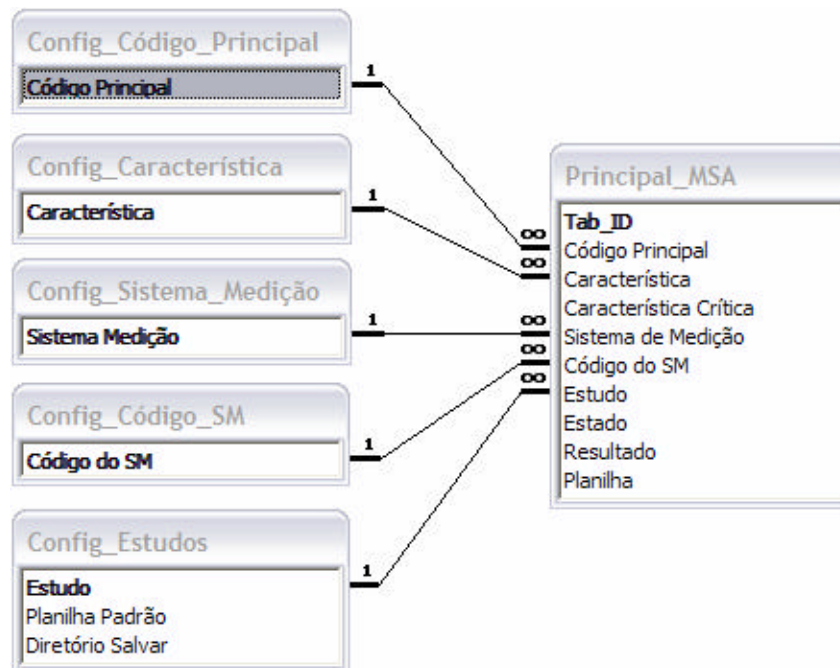 Config_Código_Principal
Código Principal
1
Config_Característica
Característica
1
Config_Sistema_Medição
Sistema Medição
1
Config_Código_SM
Código do SM
1
Config_Estudos
Estudo
Planilha Padrão
Diretório Salvar
1
Principal_MSA
Tab_ID
∞ Código Principal
∞ Característica
Característica Crítica
∞ Sistema de Medição
∞ Código do SM
∞ Estudo
Estado
Resultado
Planilha